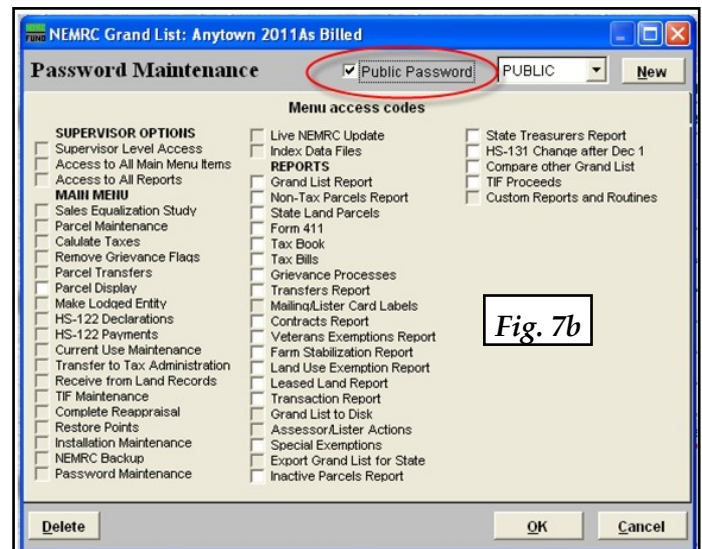 FUND NEMRC Grand List: Anytown 2011As Billed
Password Maintenance
Public Password
PUBLIC
New
Menu access codes
SUPERVISOR OPTIONS
Supervisor Level Access
Access to All Main Menu Items
Access to All Reports
MAIN MENU
Sales Equalization Study
Parcel Maintenance
Calulate Taxes
Remove Grievance Flags
Parcel Transfers
Parcel Display
Make Lodged Entity
HS-122 Declarations
HS-122 Payments
Current Use Maintenance
Transfer to Tax Administration
Receive from Land Records
TIF Maintenance
Complete Reappraisal
Restore Points
Installation Maintenance
NEMRC Backup
Password Maintenance
Live NEMRC Update
Index Data Files
REPORTS
Grand List Report
Non-Tax Parcels Report
State Land Parcels
Form 411
Tax Book
Tax Bills
Grievance Processes
Transfers Report
Mailing/Lister Card Labels
Contracts Report
Veterans Exemptions Report
Farm Stabilization Report
Land Use Exemption Report
Leased Land Report
Transaction Report
Grand List to Disk
Assessor/Lister Actions
Special Exemptions
Export Grand List for State
Inactive Parcels Report
State Treasurers Report
HS-131 Change after Dec 1
Compare other Grand List
TIF Proceeds
Custom Reports and Routines
Fig. 7b
Delete
OK
Cancel